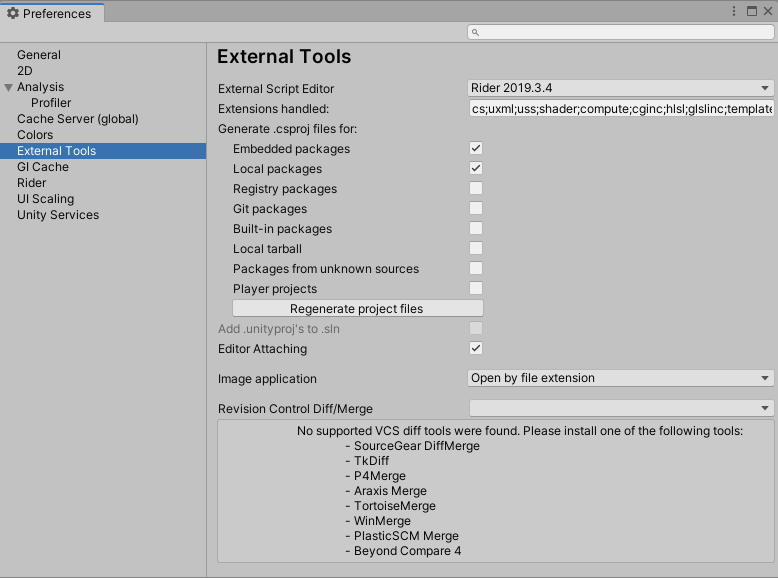 Preferences
General
2D
Analysis
Profiler
Cache Server (global)
Colors
External Tools
GI Cache
Rider
UI Scaling
Unity Services
External Tools
External Script Editor Rider 2019.3.4
Extensions handled: cs;uxml;uss;shader;compute;cginc;hlsl;glslinc;template
Generate .csproj files for:
Embedded packages
Local packages
Registry packages
Git packages
Built-in packages
Local tarball
Packages from unknown sources
Player projects
Regenerate project files
Add .unityproj's to .sln
Editor Attaching
Image application Open by file extension
Revision Control Diff/Merge
No supported VCS diff tools were found. Please install one of the following tools:
- SourceGear DiffMerge
- TkDiff
- P4Merge
- Araxis Merge
- TortoiseMerge
- WinMerge
- PlasticSCM Merge
- Beyond Compare 4